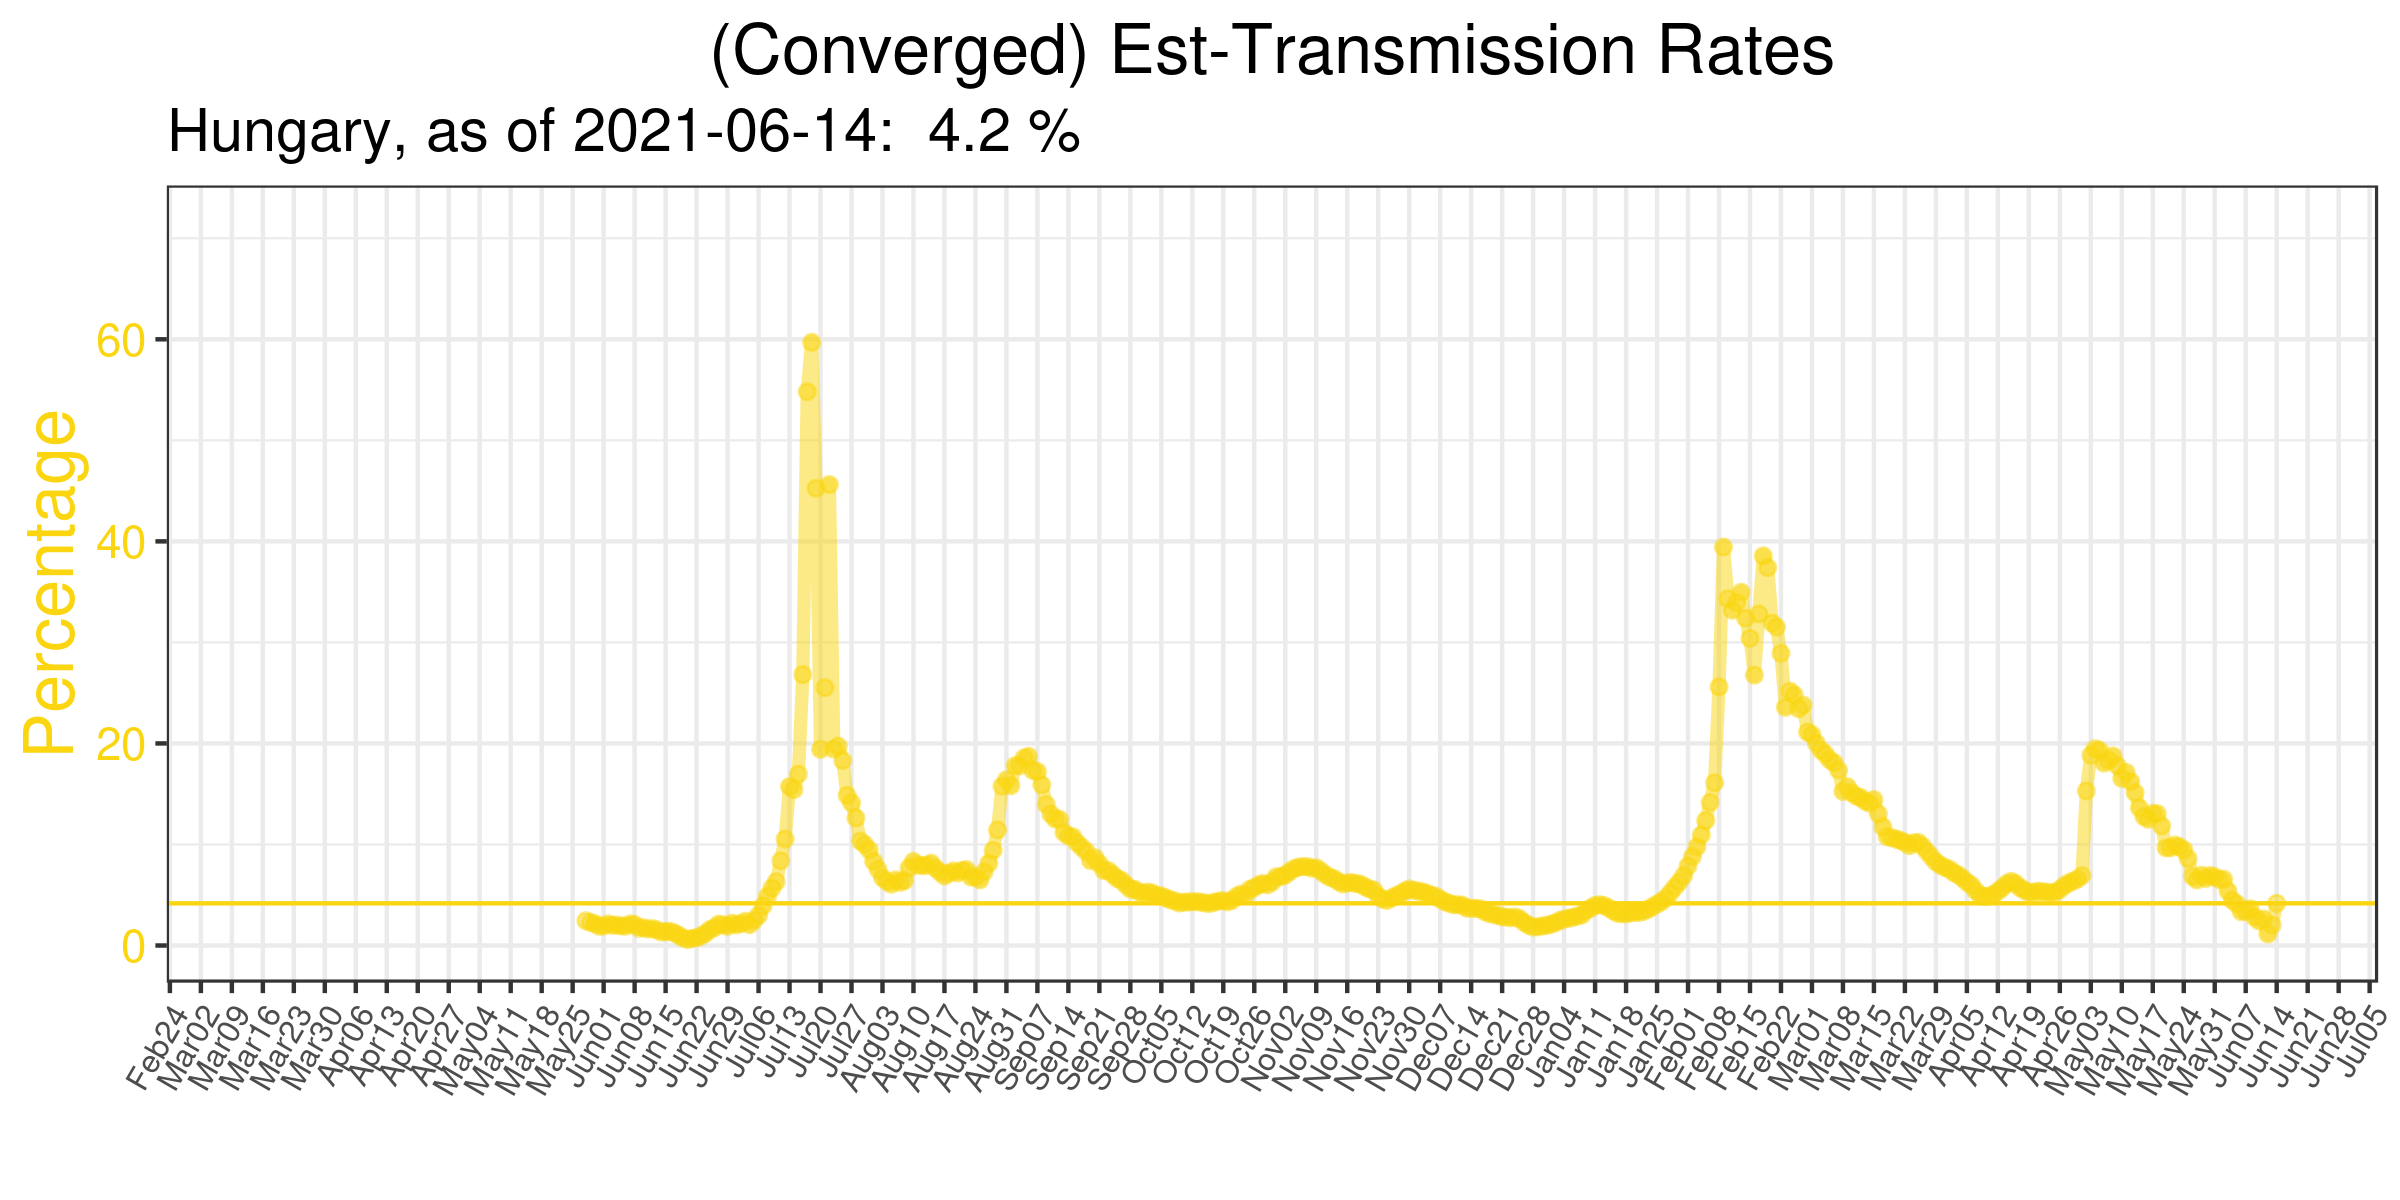 (Converged) Est-Transmission Rates
Hungary, as of 2021-06-14:  4.2 %
Percentage
60
40
20
0
Feb24
Mar02
Mar09
Mar16
Mar23
Mar30
Apr06
Apr13
Apr20
Apr27
May04
May11
May18
May25
Jun01
Jun08
Jun15
Jun22
Jun29
Jul06
Jul13
Jul20
Jul27
Aug03
Aug10
Aug17
Aug24
Aug31
Sep07
Sep14
Sep21
Sep28
Oct05
Oct12
Oct19
Oct26
Nov02
Nov09
Nov16
Nov23
Nov30
Dec07
Dec14
Dec21
Dec28
Jan04
Jan11
Jan18
Jan25
Feb01
Feb08
Feb15
Feb22
Mar01
Mar08
Mar15
Mar22
Mar29
Apr05
Apr12
Apr19
Apr26
May03
May10
May17
May24
May31
Jun07
Jun14
Jun21
Jun28
Jul05